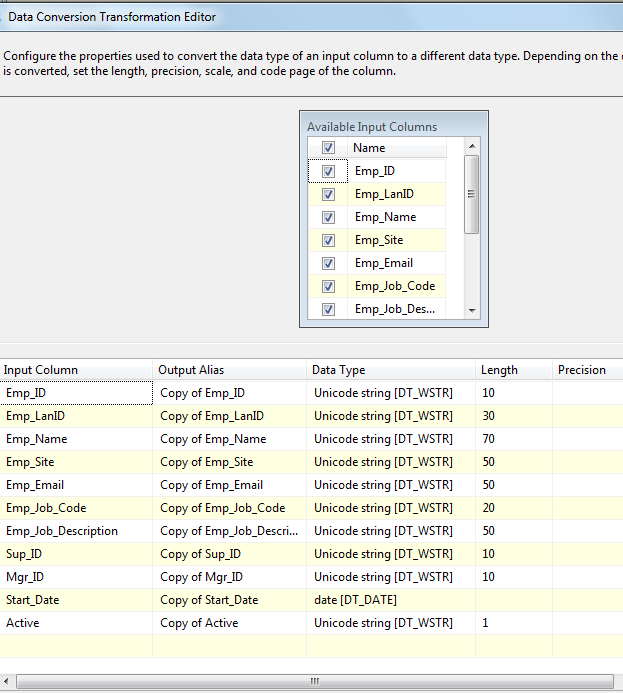 Data Conversion Transformation Editor
Configure the properties used to convert the data type of an input column to a different data type. Depending on the
is converted, set the length, precision, scale, and code page of the column.
Available Input Columns
Name
Emp_ID
Emp_LanID
Emp_Name
Emp_Site
Emp_Email
Emp_Job_Code
Emp_Job_Des...
Input Column Output Alias Data Type Length Precision
Emp_ID Copy of Emp_ID Unicode string [DT_WSTR] 10
Emp_LanID Copy of Emp_LanID Unicode string [DT_WSTR] 30
Emp_Name Copy of Emp_Name Unicode string [DT_WSTR] 70
Emp_Site Copy of Emp_Site Unicode string [DT_WSTR] 50
Emp_Email Copy of Emp_Email Unicode string [DT_WSTR] 50
Emp_Job_Code Copy of Emp_Job_Code Unicode string [DT_WSTR] 20
Emp_Job_Description Copy of Emp_Job_Descri... Unicode string [DT_WSTR] 50
Sup_ID Copy of Sup_ID Unicode string [DT_WSTR] 10
Mgr_ID Copy of Mgr_ID Unicode string [DT_WSTR] 10
Start_Date Copy of Start_Date date [DT_DATE]
Active Copy of Active Unicode string [DT_WSTR] 1